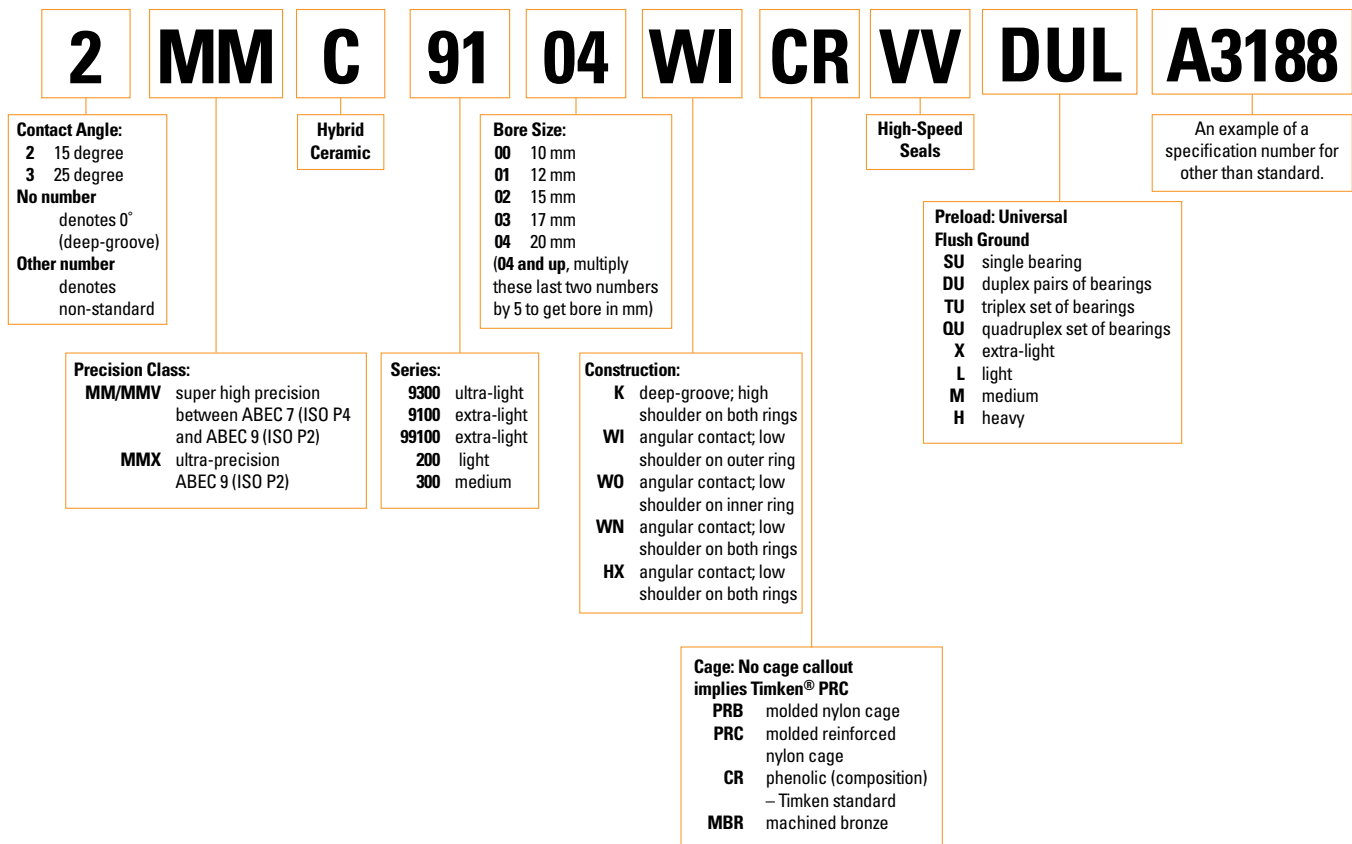 2 MM C 91 04 WI CR VV DUL A3188
Contact Angle:
2 15 degree
3 25 degree
No number
denotes 0˚
(deep-groove)
Other number
denotes
non-standard
Hybrid
Ceramic
Bore Size:
00 10 mm
01 12 mm
02 15 mm
03 17 mm
04 20 mm
(04 and up, multiply
these last two numbers
by 5 to get bore in mm)
High-Speed
Seals
An example of a
specification number for
other than standard.
Preload: Universal
Flush Ground
SU single bearing
DU duplex pairs of bearings
TU triplex set of bearings
QU quadruplex set of bearings
X extra-light
L light
M medium
H heavy
Precision Class:
MM/MMV super high precision
between ABEC 7 (ISO P4
and ABEC 9 (ISO P2)
MMX ultra-precision
ABEC 9 (ISO P2)
Series:
9300 ultra-light
9100 extra-light
99100 extra-light
200 light
300 medium
Construction:
K deep-groove; high
shoulder on both rings
WI angular contact; low
shoulder on outer ring
WO angular contact; low
shoulder on inner ring
WN angular contact; low
shoulder on both rings
HX angular contact; low
shoulder on both rings
Cage: No cage callout
implies Timken® PRC
PRB molded nylon cage
PRC molded reinforced
nylon cage
CR phenolic (composition)
– Timken standard
MBR machined bronze